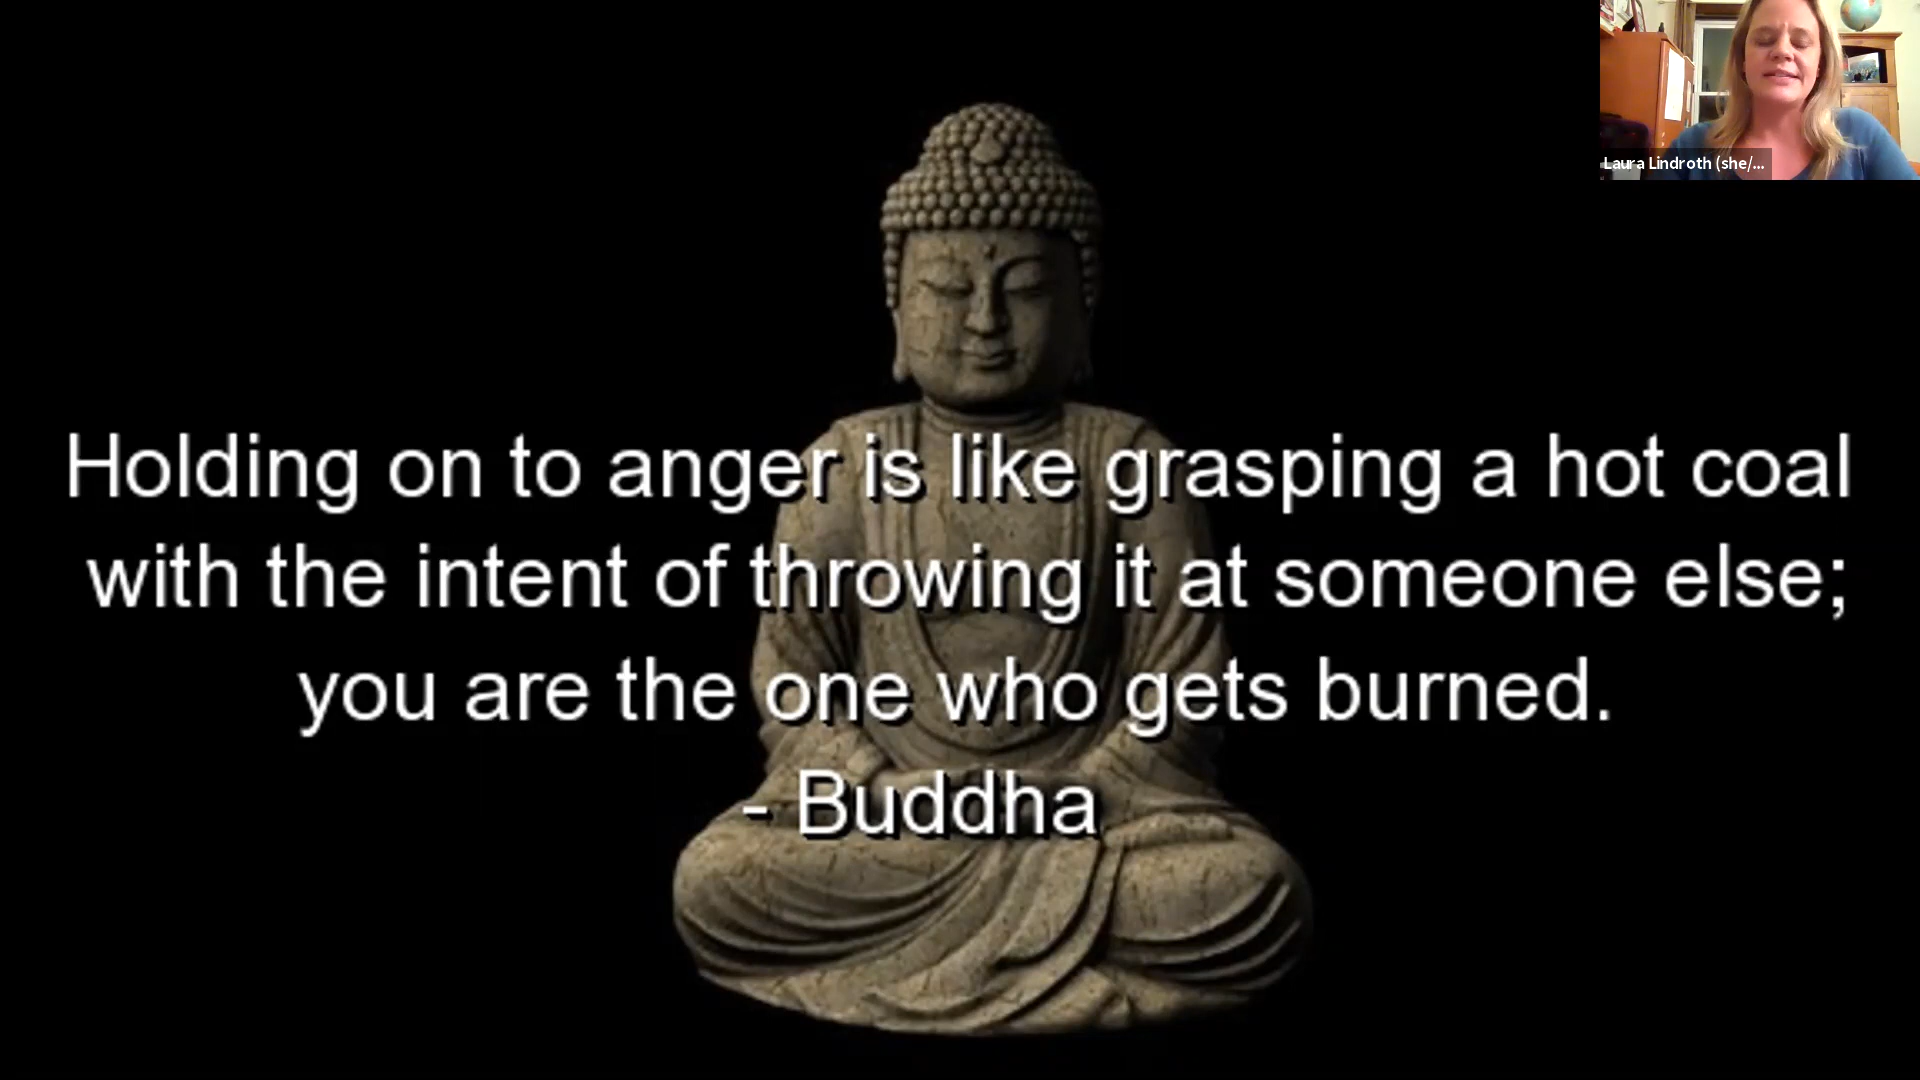 Laura Lindroth (she/...
Holding on to anger is like grasping a hot coal
with the intent of throwing it at someone else;
you are the one who gets burned.
- Buddha